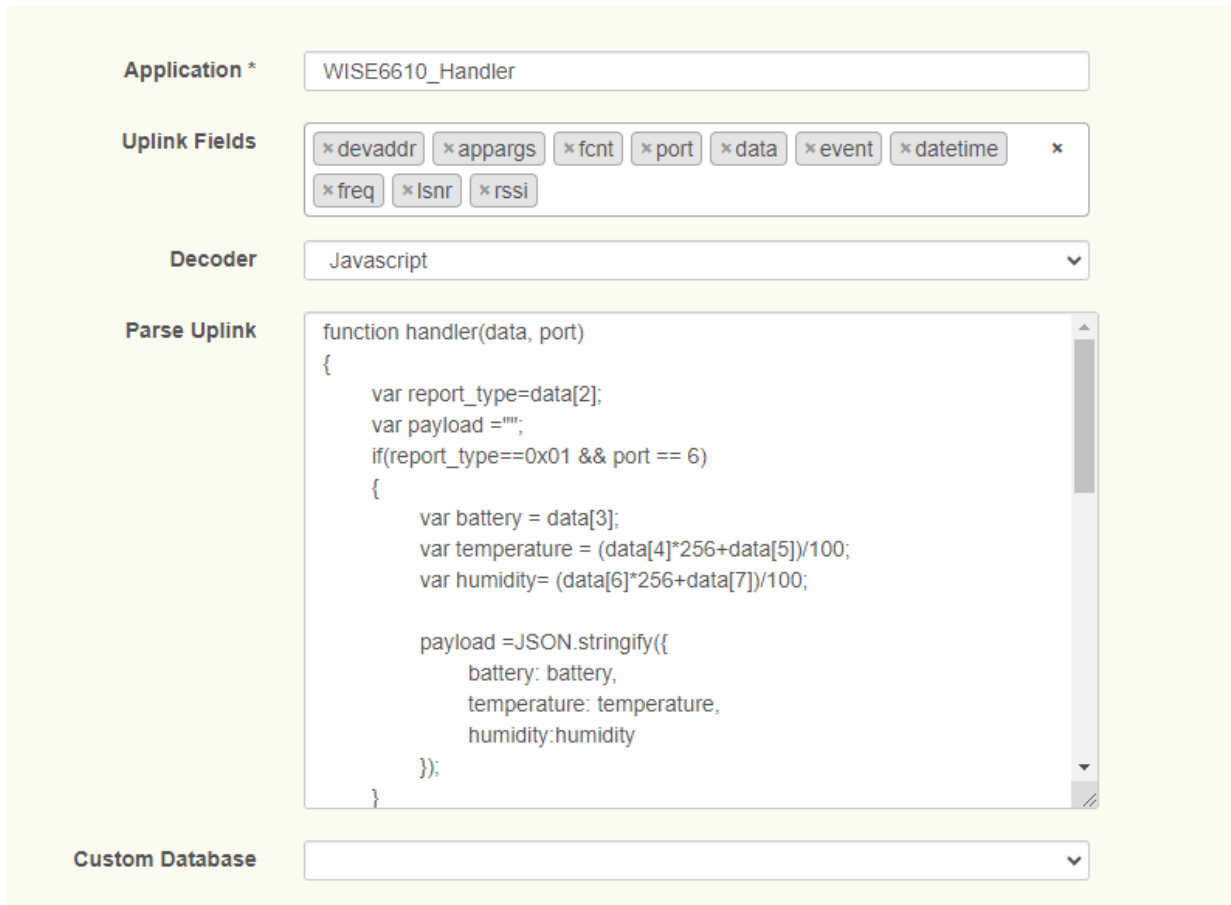 Application *
WISE6610_Handler
Uplink Fields
×devaddr ×appargs ×fcnt ×port ×data ×event ×datetime ×
×freq ×lsnr ×rssi
Decoder
Javascript
Parse Uplink
function handler(data, port)
{
var report_type=data[2];
var payload ="";
if(report_type==0x01 && port == 6)
{
var battery = data[3];
var temperature = (data[4]*256+data[5])/100;
var humidity= (data[6]*256+data[7])/100;
payload =JSON.stringify({
battery: battery,
temperature: temperature,
humidity:humidity
});
}
Custom Database